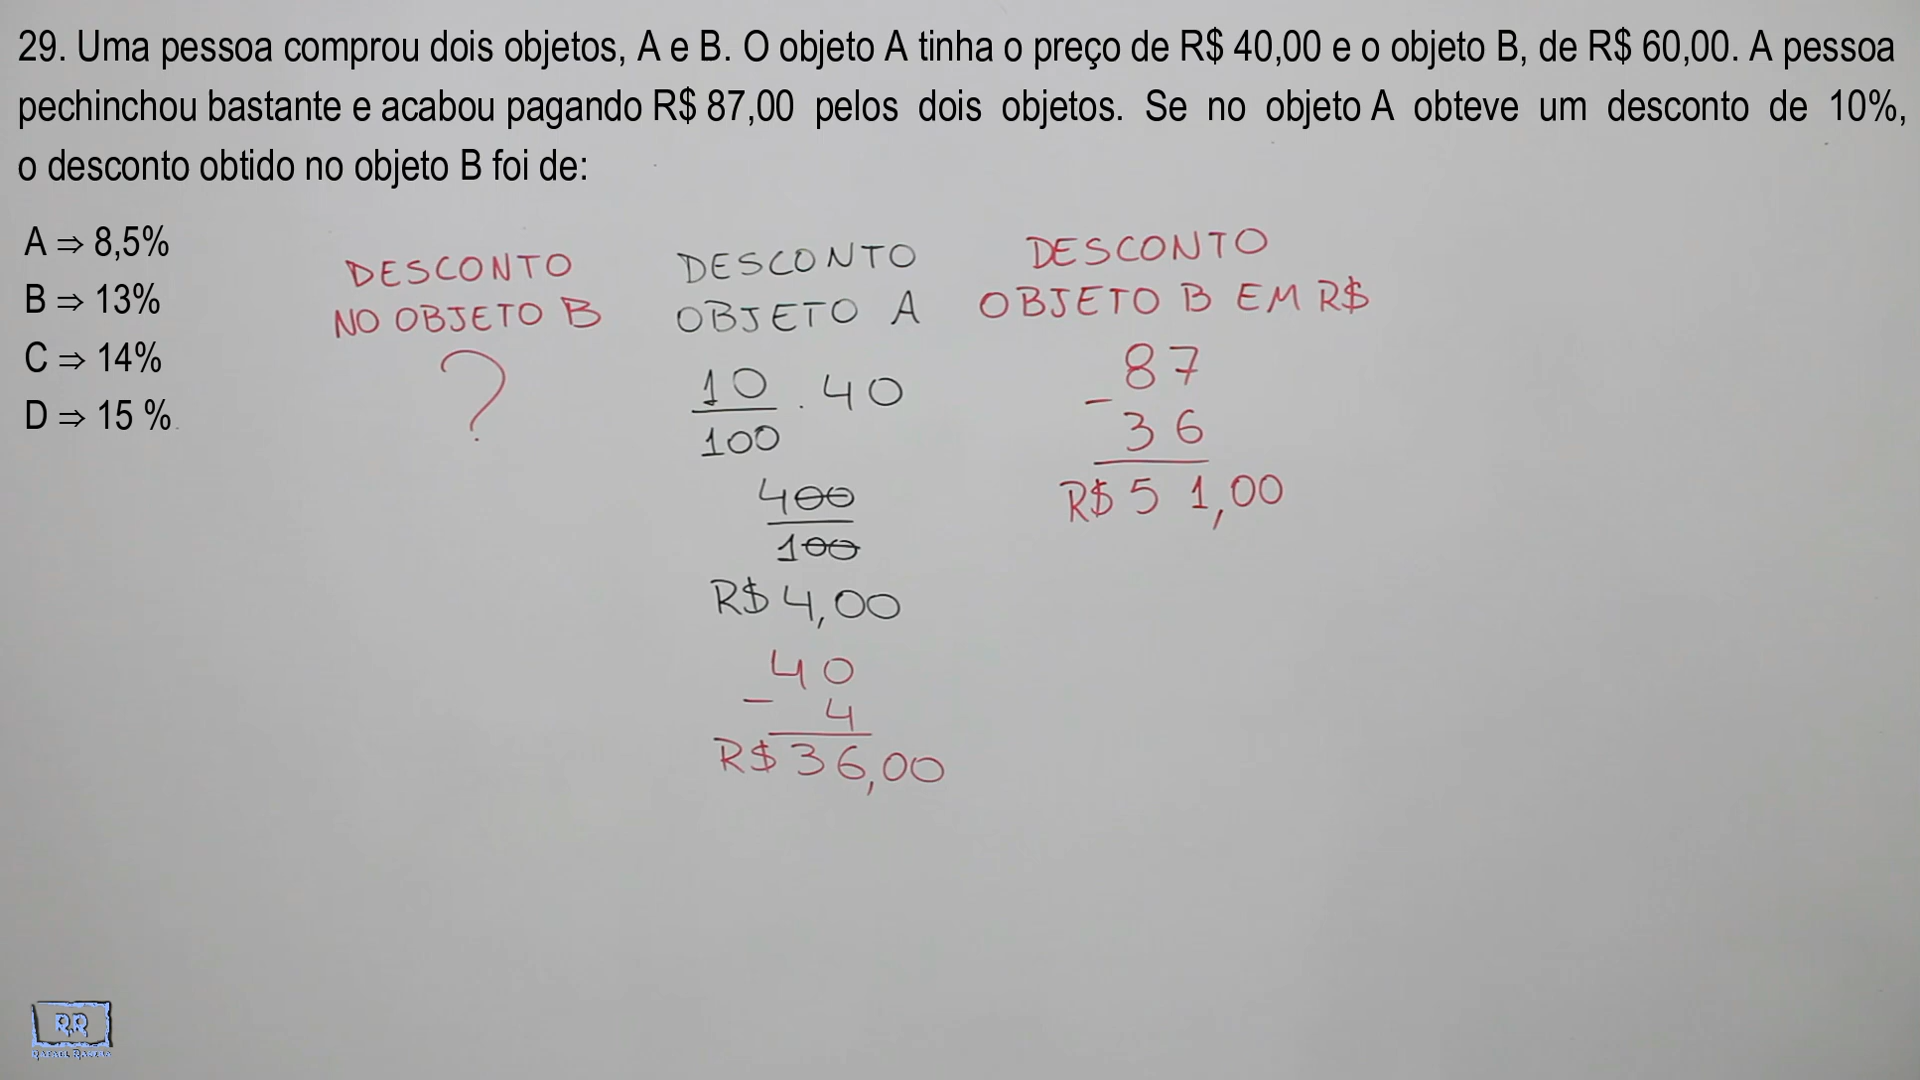 29. Uma pessoa comprou dois objetos, A e B. O objeto A tinha o preço de R$ 40,00 e o objeto B, de R$ 60,00. A pessoa
pechinchou bastante e acabou pagando R$ 87,00 pelos dois objetos. Se no objeto A obteve um desconto de 10%,
o desconto obtido no objeto B foi de:
A ⇒ 8,5%
B ⇒ 13%
C ⇒ 14%
D ⇒ 15 %
DESCONTO
NO OBJETO B
?
DESCONTO
OBJETO A
10
100
. 40
400
100
R$ 4,00
40
- 4
R$ 36,00
DESCONTO
OBJETO B EM R$
87
- 36
R$ 51,00
RR